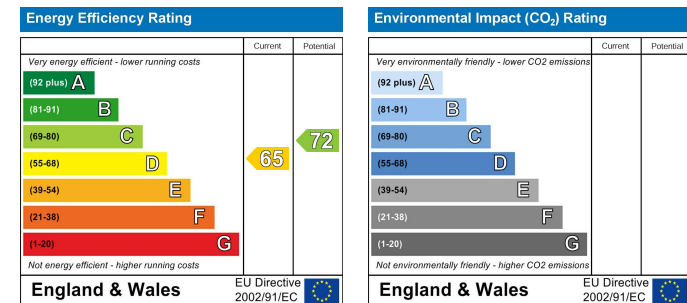 Energy Efficiency Rating
Current Potential
Very energy efficient - lower running costs
(92 plus) A
(81-91) B
(69-80) C
72
(55-68) D
65
(39-54) E
(21-38) F
(1-20) G
Not energy efficient - higher running costs
England & Wales
EU Directive
2002/91/EC
Environmental Impact (CO2) Rating
Current Potential
Very environmentally friendly - lower CO2 emissions
(92 plus) A
(81-91) B
(69-80) C
(55-68) D
(39-54) E
(21-38) F
(1-20) G
Not environmentally friendly - higher CO2 emissions
England & Wales
EU Directive
2002/91/EC